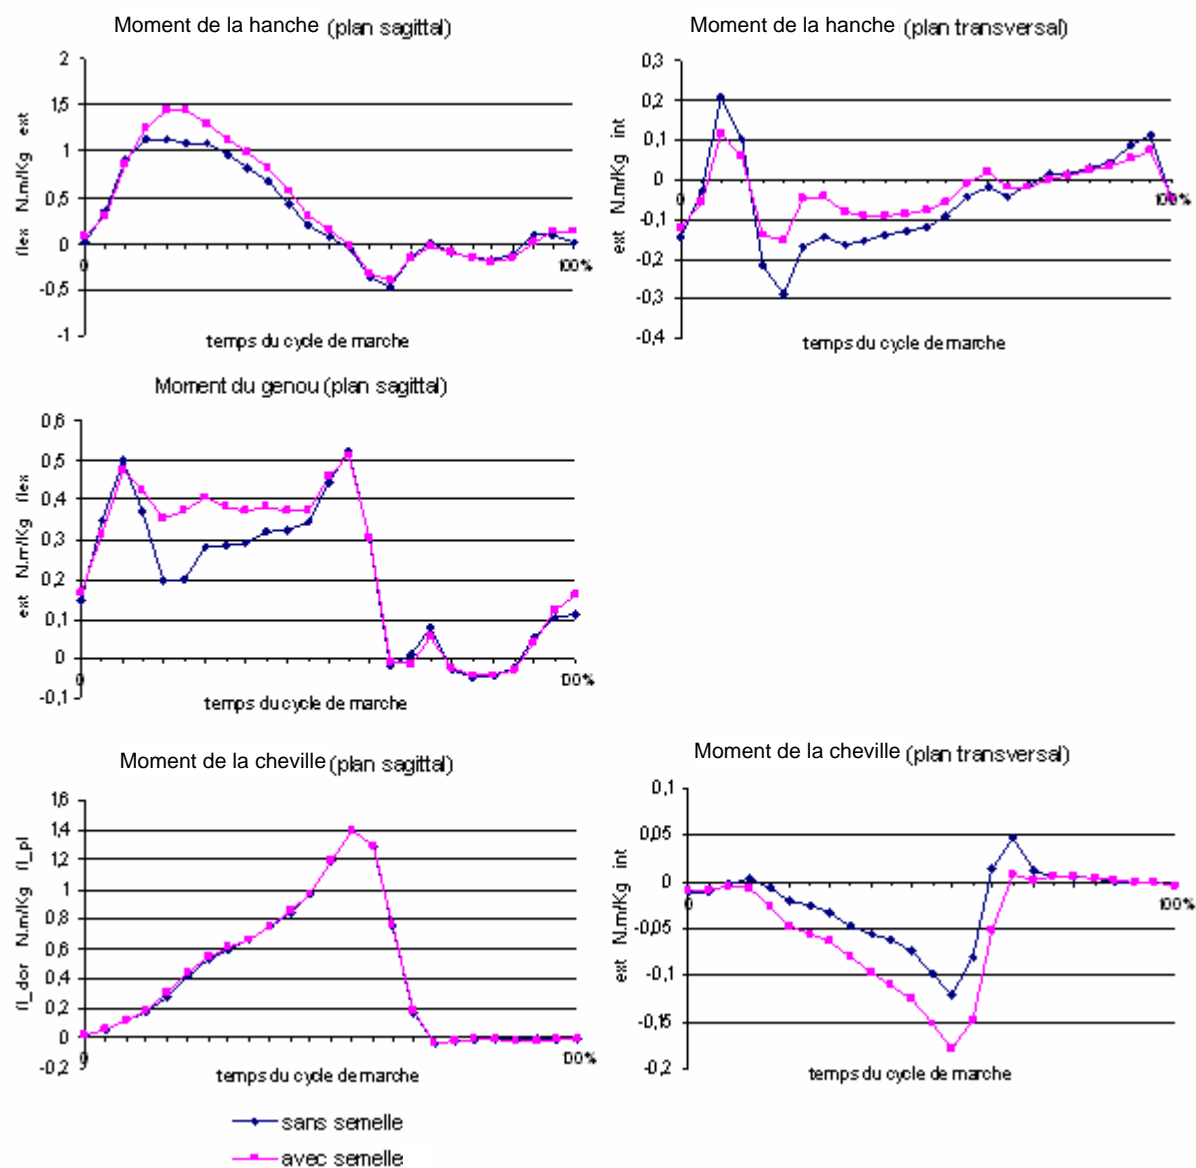 Moment de la hanche (plan sagittal)
2
1,5
1
0,5
0
-0,5
-1
flex N.m/Kg ext
0
100%
temps du cycle de marche
Moment de la hanche (plan transversal)
0,3
0,2
0,1
0
-0,1
-0,2
-0,3
-0,4
ext N.m/Kg int
0
100%
temps du cycle de marche
Moment du genou (plan sagittal)
0,6
0,5
0,4
0,3
0,2
0,1
0
-0,1
ext N.m/Kg flex
0
100%
temps du cycle de marche
Moment de la cheville (plan sagittal)
1,6
1,4
1,2
1
0,8
0,6
0,4
0,2
0
-0,2
fl_dor N.m/Kg fl_pl
0
100%
temps du cycle de marche
Moment de la cheville (plan transversal)
0,1
0,05
0
-0,05
-0,1
-0,15
-0,2
ext N.m/Kg int
0
100%
temps du cycle de marche
sans semelle
avec semelle